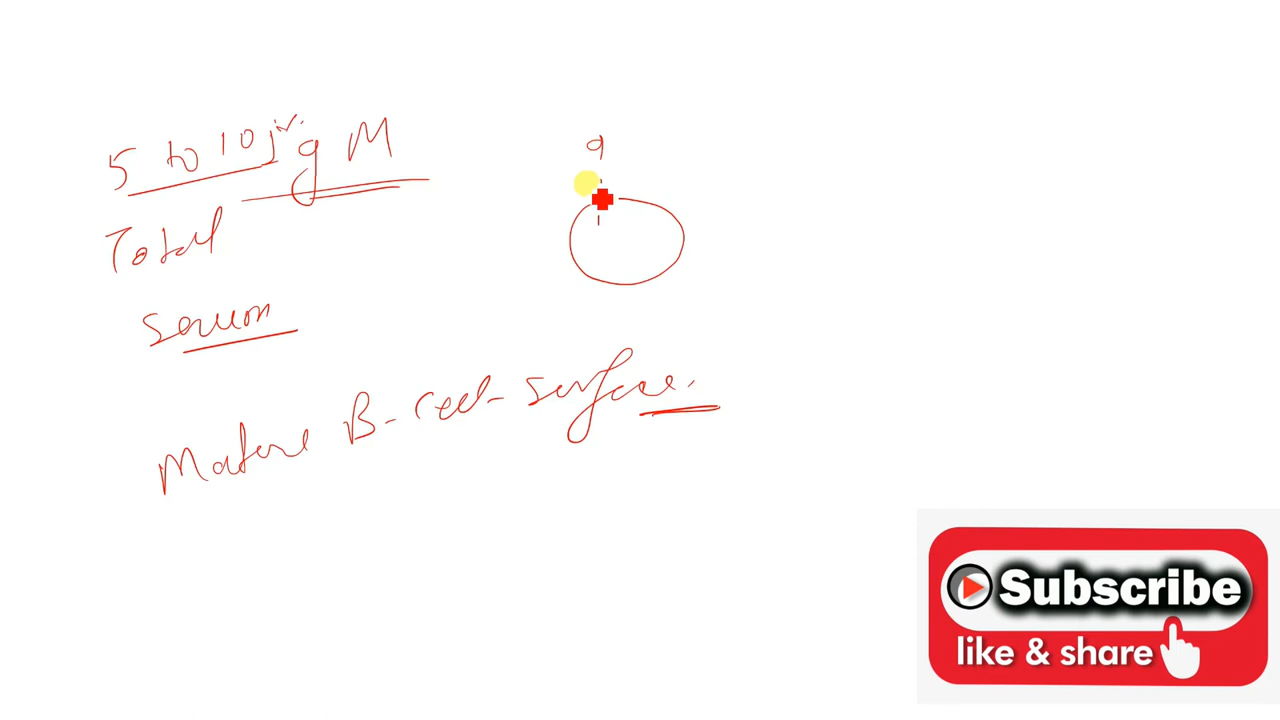 5 to 10 j. IgM
Total
Serum
Mature B-cell-surface.
a
Subscribe
like & share